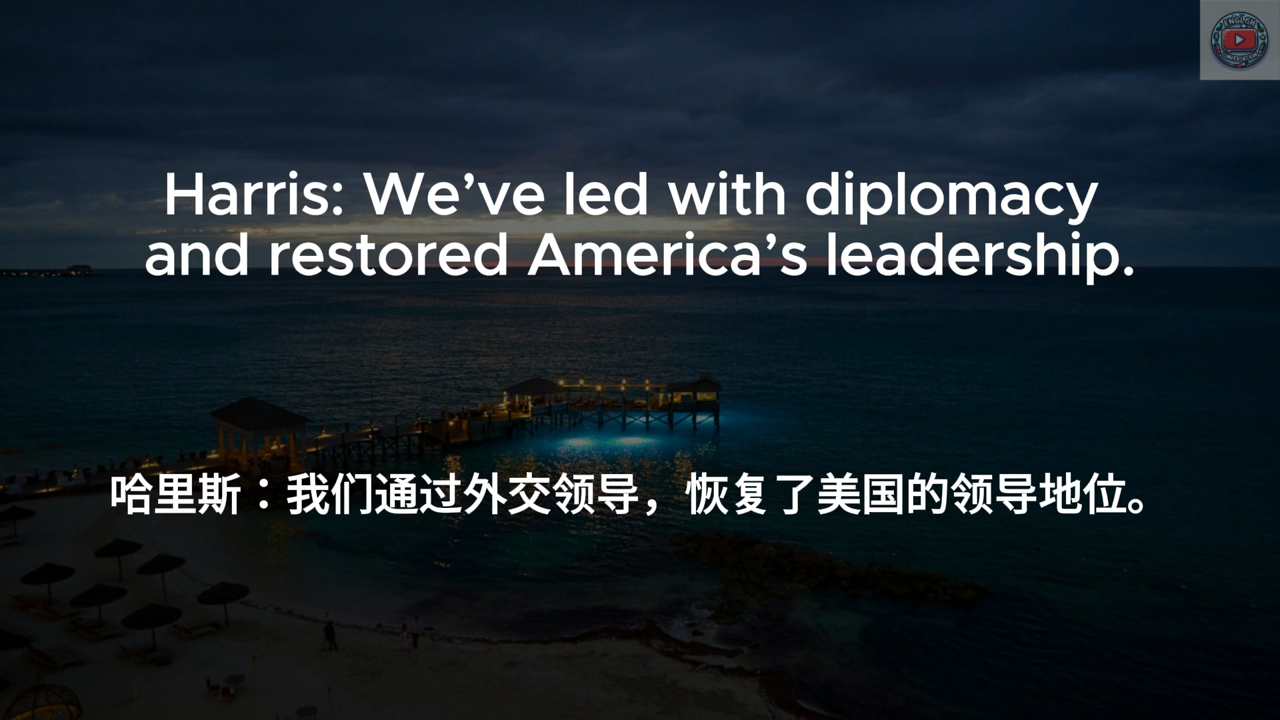 Harris: We’ve led with diplomacy
and restored America’s leadership.
哈里斯：我们通过外交领导，恢复了美国的领导地位。